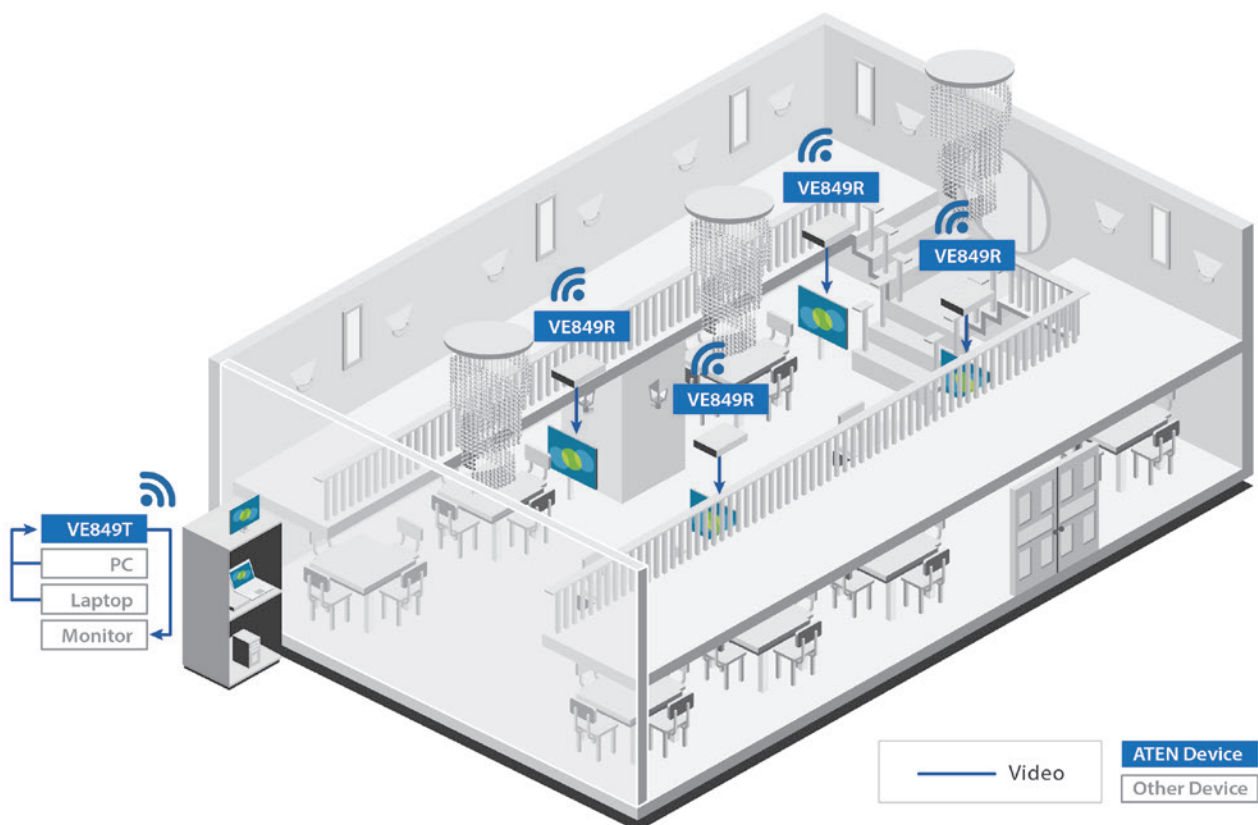 VE849R
VE849R
VE849R
VE849R
VE849T
PC
Laptop
Monitor
Video
ATEN Device
Other Device